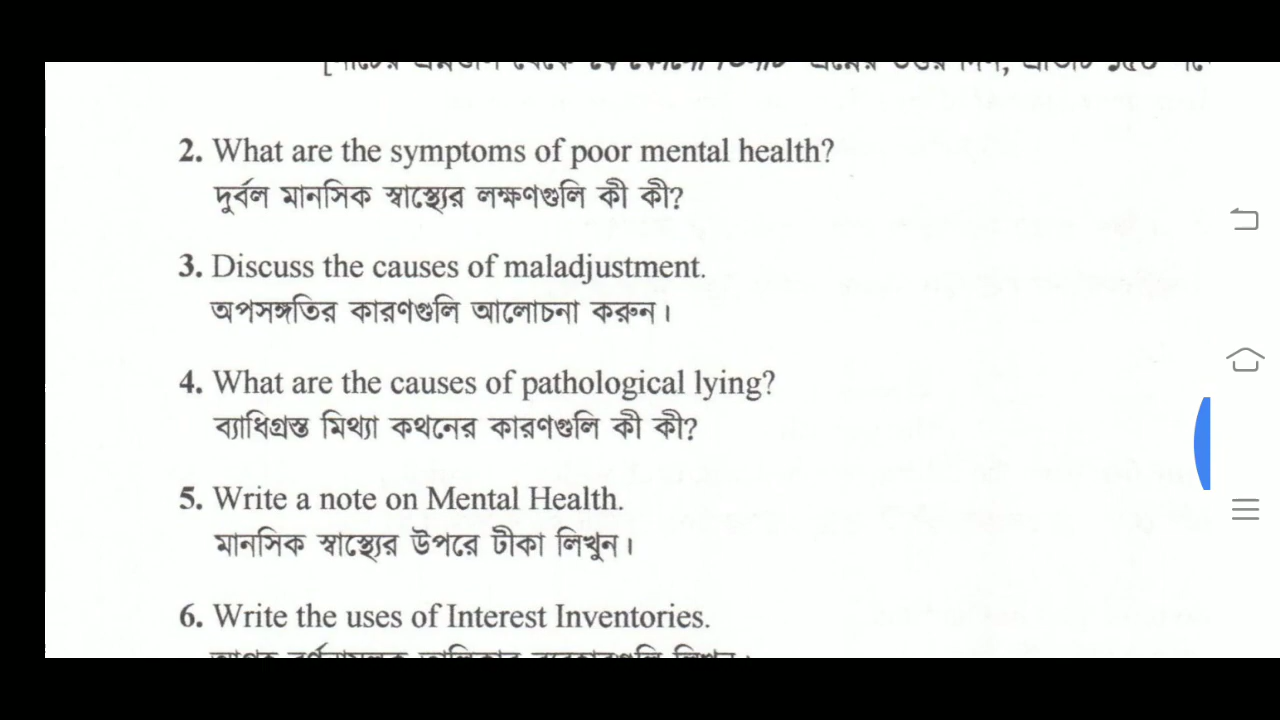 2. What are the symptoms of poor mental health?
দুর্বল মানসিক স্বাস্থ্যের লক্ষণগুলি কী কী?
3. Discuss the causes of maladjustment.
অপসঙ্গতির কারণগুলি আলোচনা করুন।
4. What are the causes of pathological lying?
ব্যাধিগ্রস্ত মিথ্যা কথনের কারণগুলি কী কী?
5. Write a note on Mental Health.
মানসিক স্বাস্থ্যের উপরে টীকা লিখুন।
6. Write the uses of Interest Inventories.